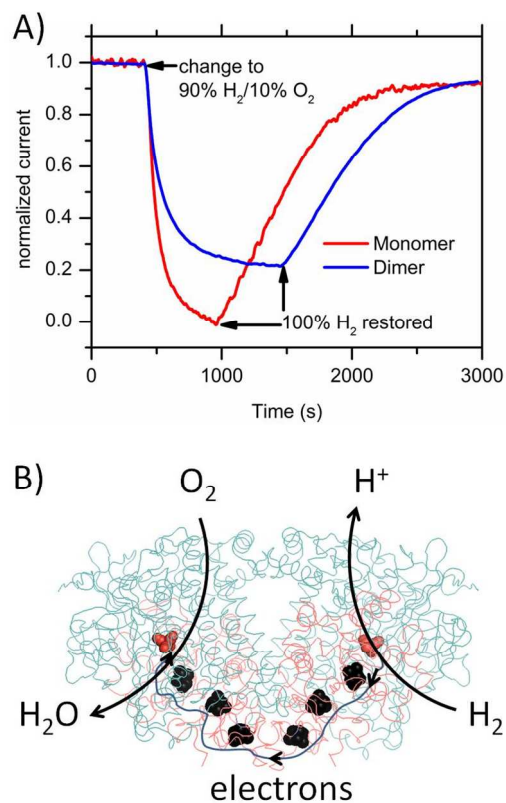 A)
normalized current
1.0
0.8
0.6
0.4
0.2
0.0
change to
90% H₂/10% O₂
Monomer
Dimer
100% H₂ restored
0
1000
2000
3000
Time (s)
B)
O₂
H⁺
H₂O
H₂
electrons